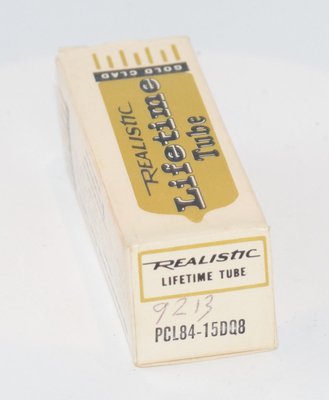 GOLD CLAD
REALISTIC
Lifetime
Tube
REALISTIC
LIFETIME TUBE
9213
PCL84-15DQ8